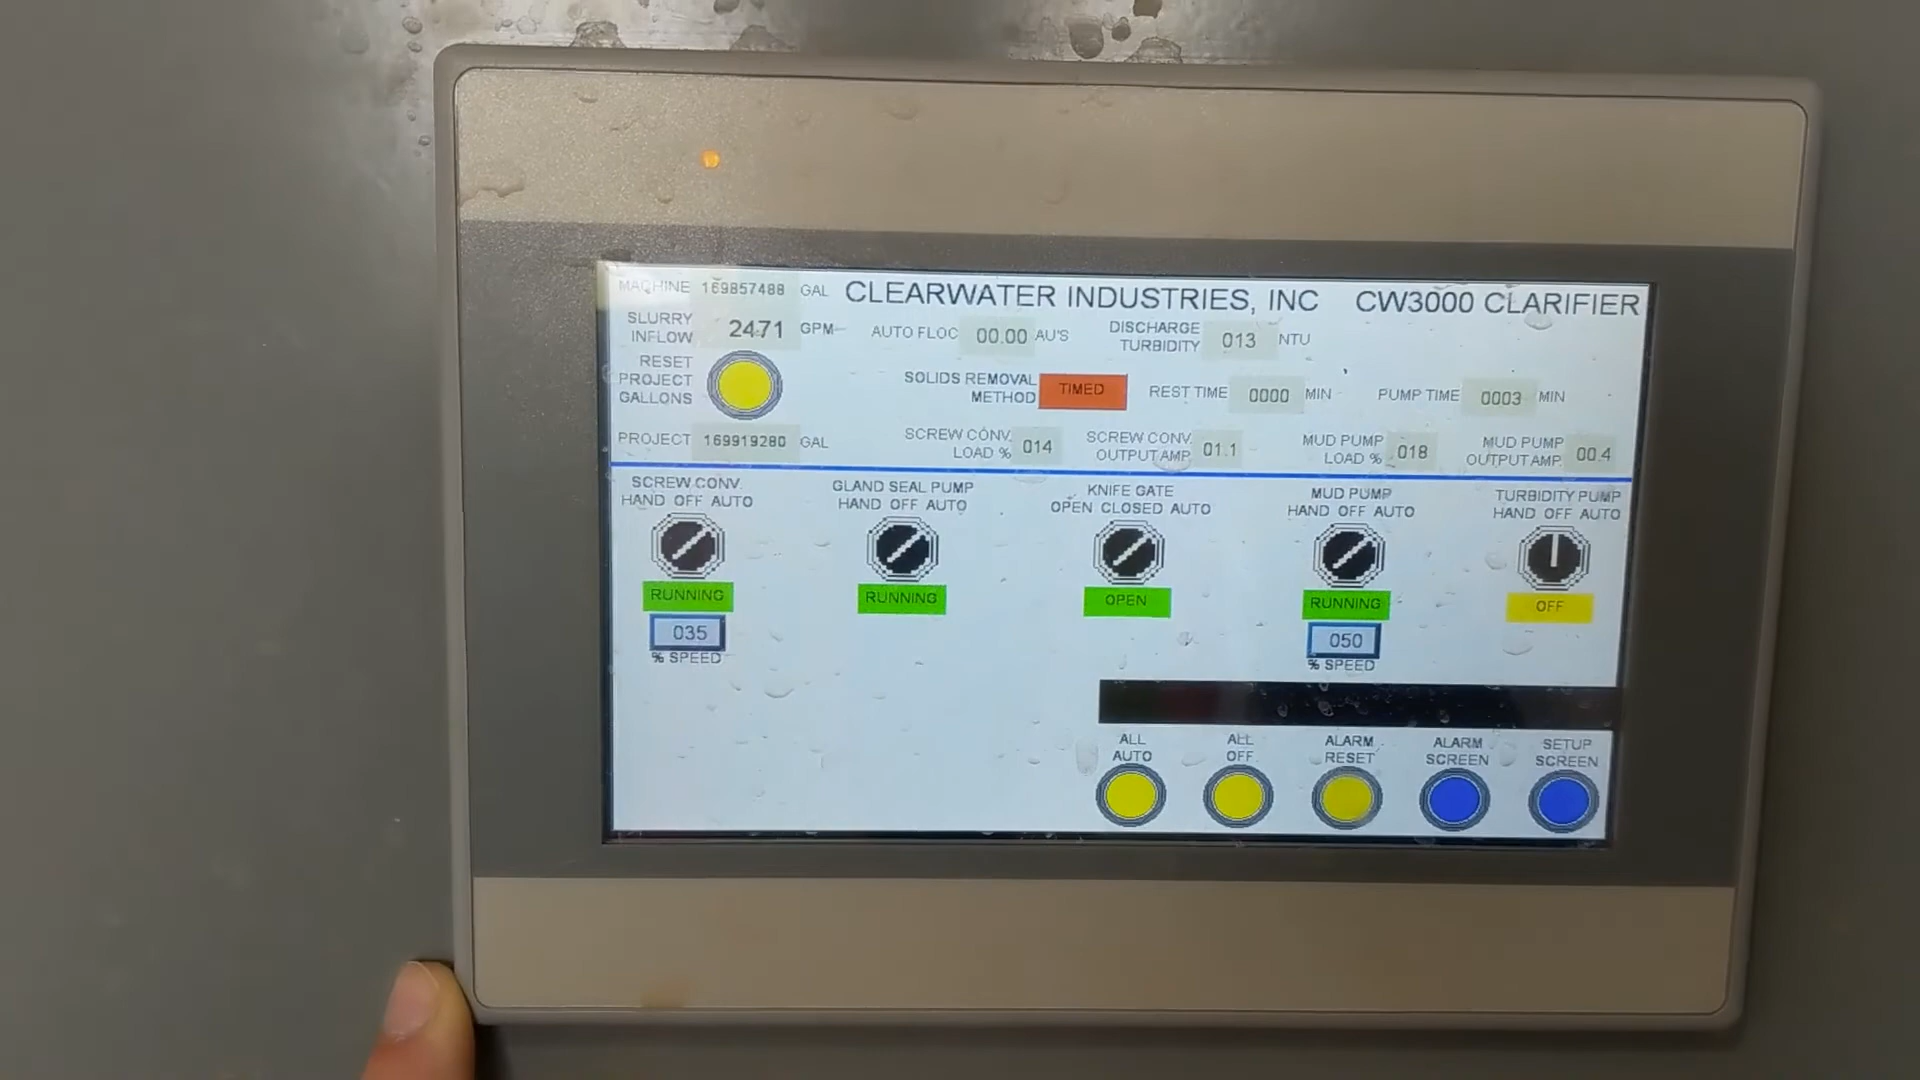 MACHINE 169857488 GAL
CLEARWATER INDUSTRIES, INC CW3000 CLARIFIER
SLURRY
INFLOW
2471 GPM
AUTO FLOC 00.00 AU'S
DISCHARGE
TURBIDITY
013 NTU
RESET
PROJECT
GALLONS
SOLIDS REMOVAL
METHOD
TIMED
REST TIME 0000 MIN
PUMP TIME 0003 MIN
PROJECT 169919280 GAL
SCREW CONV.
LOAD %
014
SCREW CONV.
OUTPUT AMP.
01.1
MUD PUMP
LOAD %
018
MUD PUMP
OUTPUT AMP.
00.4
SCREW CONV.
HAND OFF AUTO
RUNNING
035
% SPEED
GLAND SEAL PUMP
HAND OFF AUTO
RUNNING
KNIFE GATE
OPEN CLOSED AUTO
OPEN
MUD PUMP
HAND OFF AUTO
RUNNING
050
% SPEED
TURBIDITY PUMP
HAND OFF AUTO
OFF
ALL
AUTO
ALL
OFF
ALARM
RESET
ALARM
SCREEN
SETUP
SCREEN